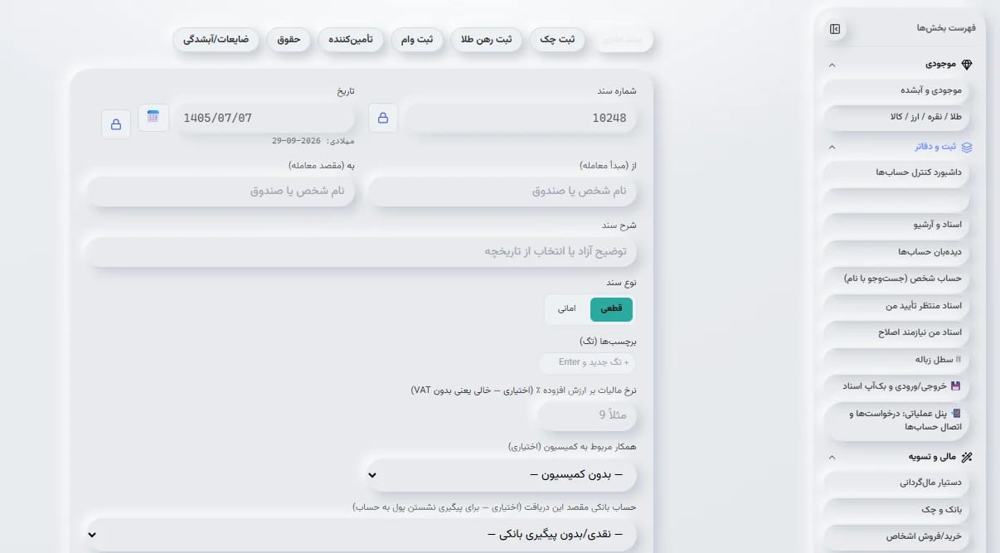 فهرست بخش‌ها
موجودی
موجودی و آبشده
طلا / نقره / ارز / کالا
ثبت و دفاتر
داشبورد کنترل حساب‌ها
اسناد و آرشیو
دیده‌بان حساب‌ها
حساب شخص (جست‌وجو با نام)
اسناد منتظر تأیید من
اسناد من نیازمند اصلاح
سطل زباله
خروجی/ورودی و بک‌آپ اسناد
پنل عملیاتی: درخواست‌ها و
اتصال حساب‌ها
مالی و تسویه
دستیار مال‌گردانی
بانک و چک
خرید/فروش اشخاص
ثبت چک
ثبت رهن طلا
ثبت وام
تأمین‌کننده
حقوق
ضایعات/آبشدگی
شماره سند
تاریخ
10248
1405/07/07
میلادی: 2026-09-29
از (مبدأ معامله)
به (مقصد معامله)
نام شخص یا صندوق
نام شخص یا صندوق
شرح سند
توضیح آزاد یا انتخاب از تاریخچه
نوع سند
قطعی
امانی
برچسب‌ها (تگ)
+ تگ جدید و Enter
نرخ مالیات بر ارزش افزوده ٪ (اختیاری — خالی یعنی بدون VAT)
مثلاً 9
همکار مربوط به کمیسیون (اختیاری)
— بدون کمیسیون —
حساب بانکی مقصد این دریافت (اختیاری — برای پیگیری نشستن پول به حساب)
— نقدی/بدون پیگیری بانکی —